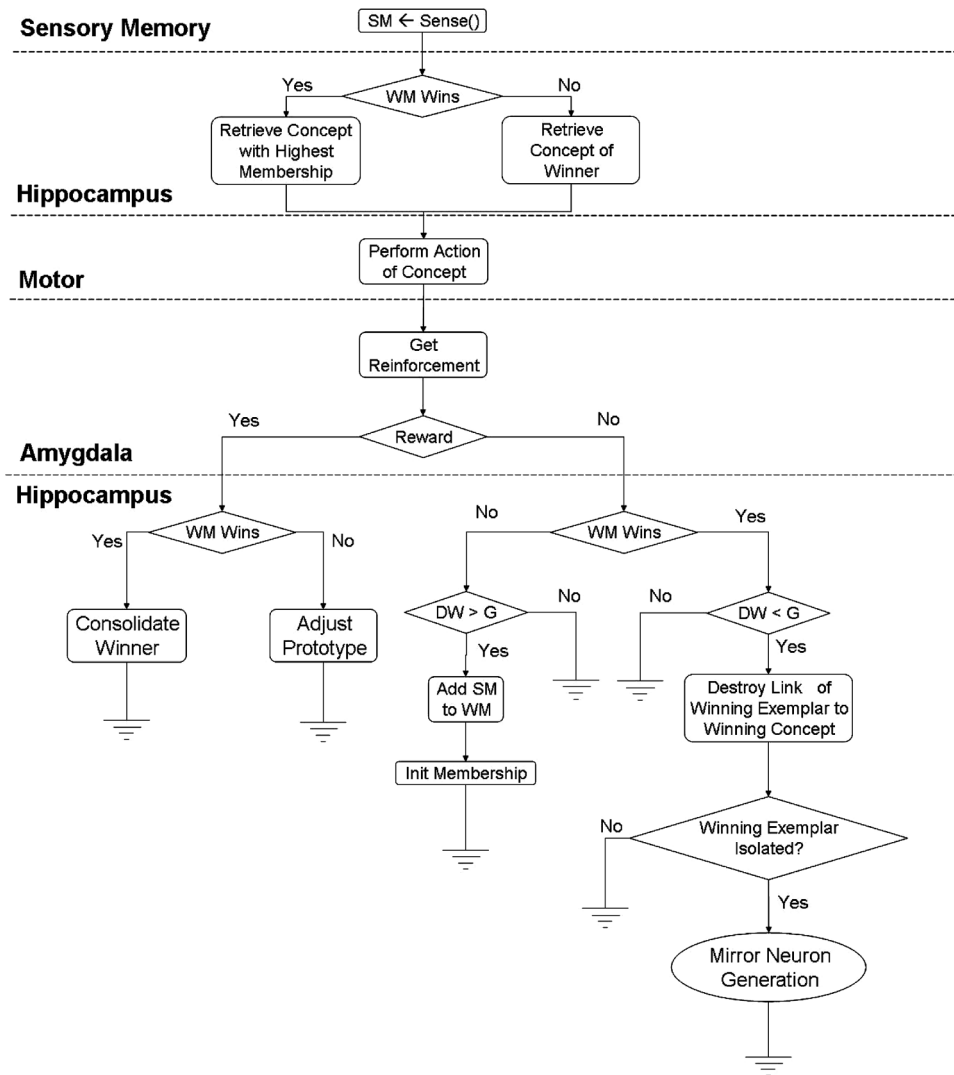 Sensory Memory
SM ← Sense()
Yes
WM Wins
No
Retrieve Concept
with Highest
Membership
Retrieve
Concept of
Winner
Hippocampus
Perform Action
of Concept
Motor
Get
Reinforcement
Yes
Reward
No
Amygdala
Hippocampus
Yes
WM Wins
No
No
WM Wins
Yes
Consolidate
Winner
Adjust
Prototype
DW > G
No
No
DW < G
Yes
Yes
Add SM
to WM
Destroy Link of
Winning Exemplar to
Winning Concept
Init Membership
No
Winning Exemplar
Isolated?
Yes
Mirror Neuron
Generation